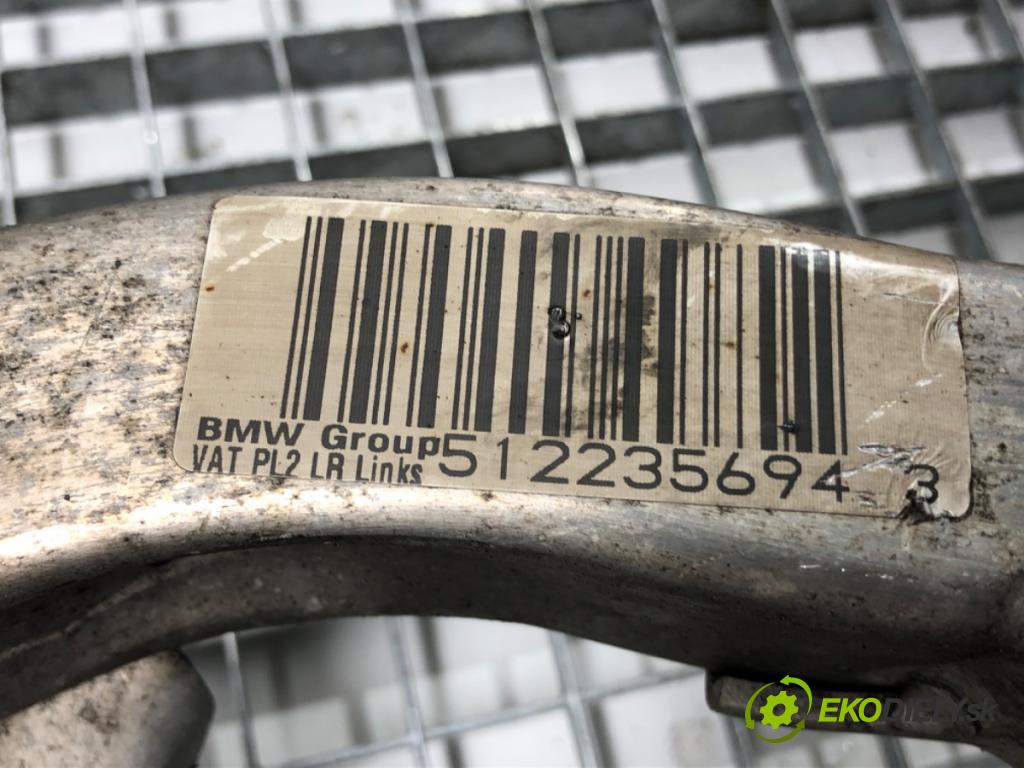 BMW Group
VAT PL2 LR Links 512235694 3
EKODIELY.sk